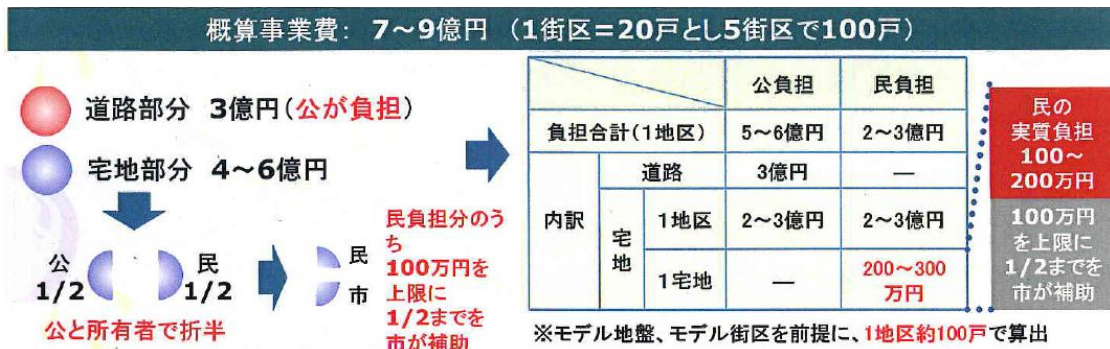 概算事業費: 7～9億円 (1街区=20戸とし5街区で100戸)
道路部分 3億円(公が負担)
宅地部分 4～6億円
公
1/2
民
1/2
公と所有者で折半
民
市
民負担分のう
ち
100万円を
上限に
1/2までを
市が補助
公負担 民負担
負担合計(1地区) 5～6億円 2～3億円
内訳 道路 3億円 —
宅地 1地区 2～3億円 2～3億円
1宅地 — 200～300
万円
民の
実質負担
100～
200万円
100万円
を上限に
1/2までを
市が補助
※モデル地盤、モデル街区を前提に、1地区約100戸で算出